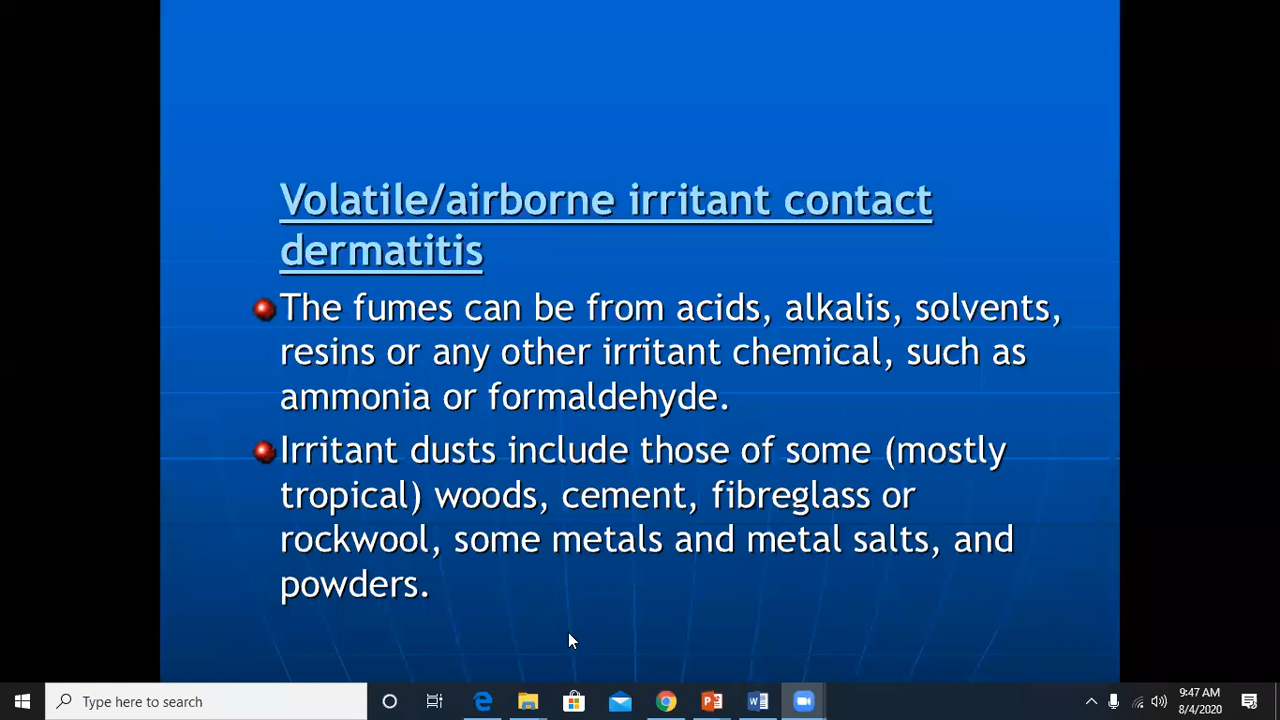 Volatile/airborne irritant contact
dermatitis
The fumes can be from acids, alkalis, solvents,
resins or any other irritant chemical, such as
ammonia or formaldehyde.
Irritant dusts include those of some (mostly
tropical) woods, cement, fibreglass or
rockwool, some metals and metal salts, and
powders.
Type here to search
9:47 AM
8/4/2020